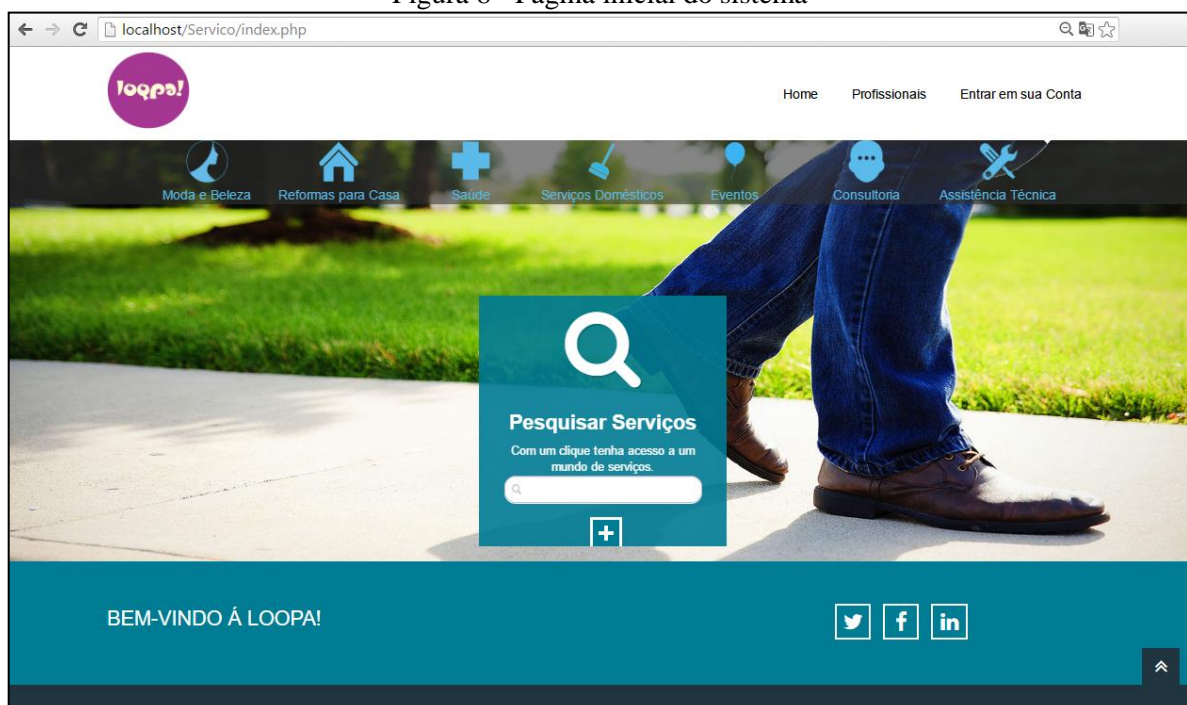 Figura 8 - Página inicial do sistema
localhost/Servico/index.php
loopa!
Home Profissionais Entrar em sua Conta
Moda e Beleza Reformas para Casa Saúde Serviços Domésticos Eventos Consultoria Assistência Técnica
Pesquisar Serviços
Com um clique tenha acesso a um
mundo de serviços.
BEM-VINDO Á LOOPA!